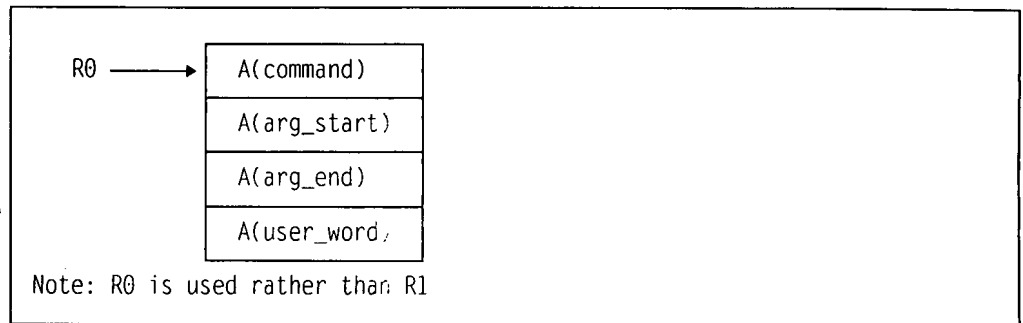 R0 A(command)
A(arg_start)
A(arg_end)
A(user_word)
Note: R0 is used rather than R1